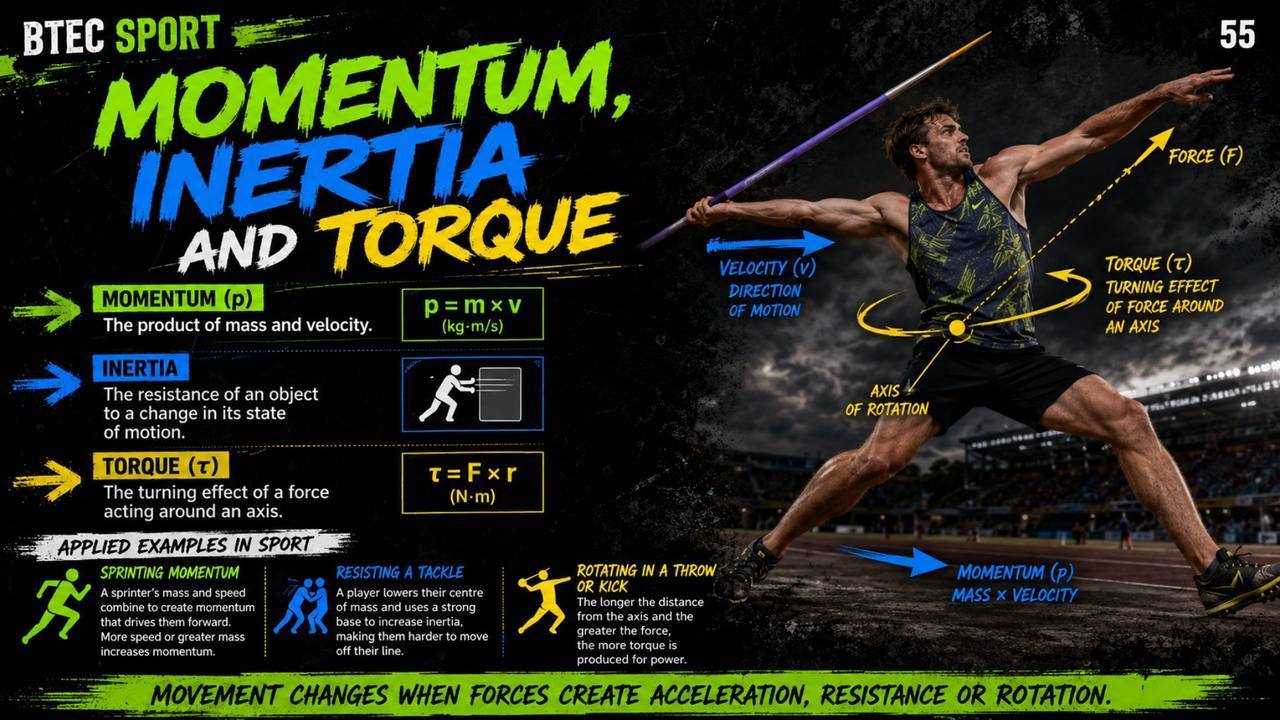 BTEC SPORT
55
MOMENTUM,
INERTIA
AND TORQUE
MOMENTUM (p)
The product of mass and velocity.
p = m × v
(kg·m/s)
INERTIA
The resistance of an object
to a change in its state
of motion.
TORQUE (τ)
The turning effect of a force
acting around an axis.
τ = F × r
(N·m)
APPLIED EXAMPLES IN SPORT
SPRINTING MOMENTUM
A sprinter's mass and speed
combine to create momentum
that drives them forward.
More speed or greater mass
increases momentum.
RESISTING A TACKLE
A player lowers their centre
of mass and uses a strong
base to increase inertia,
making them harder to move
off their line.
ROTATING IN A THROW
OR KICK
The longer the distance
from the axis and the
greater the force,
the more torque is
produced for power.
FORCE (F)
VELOCITY (v)
DIRECTION
OF MOTION
TORQUE (τ)
TURNING EFFECT
OF FORCE AROUND
AN AXIS
AXIS
OF ROTATION
MOMENTUM (p)
MASS × VELOCITY
MOVEMENT CHANGES WHEN FORCES CREATE ACCELERATION, RESISTANCE OR ROTATION.